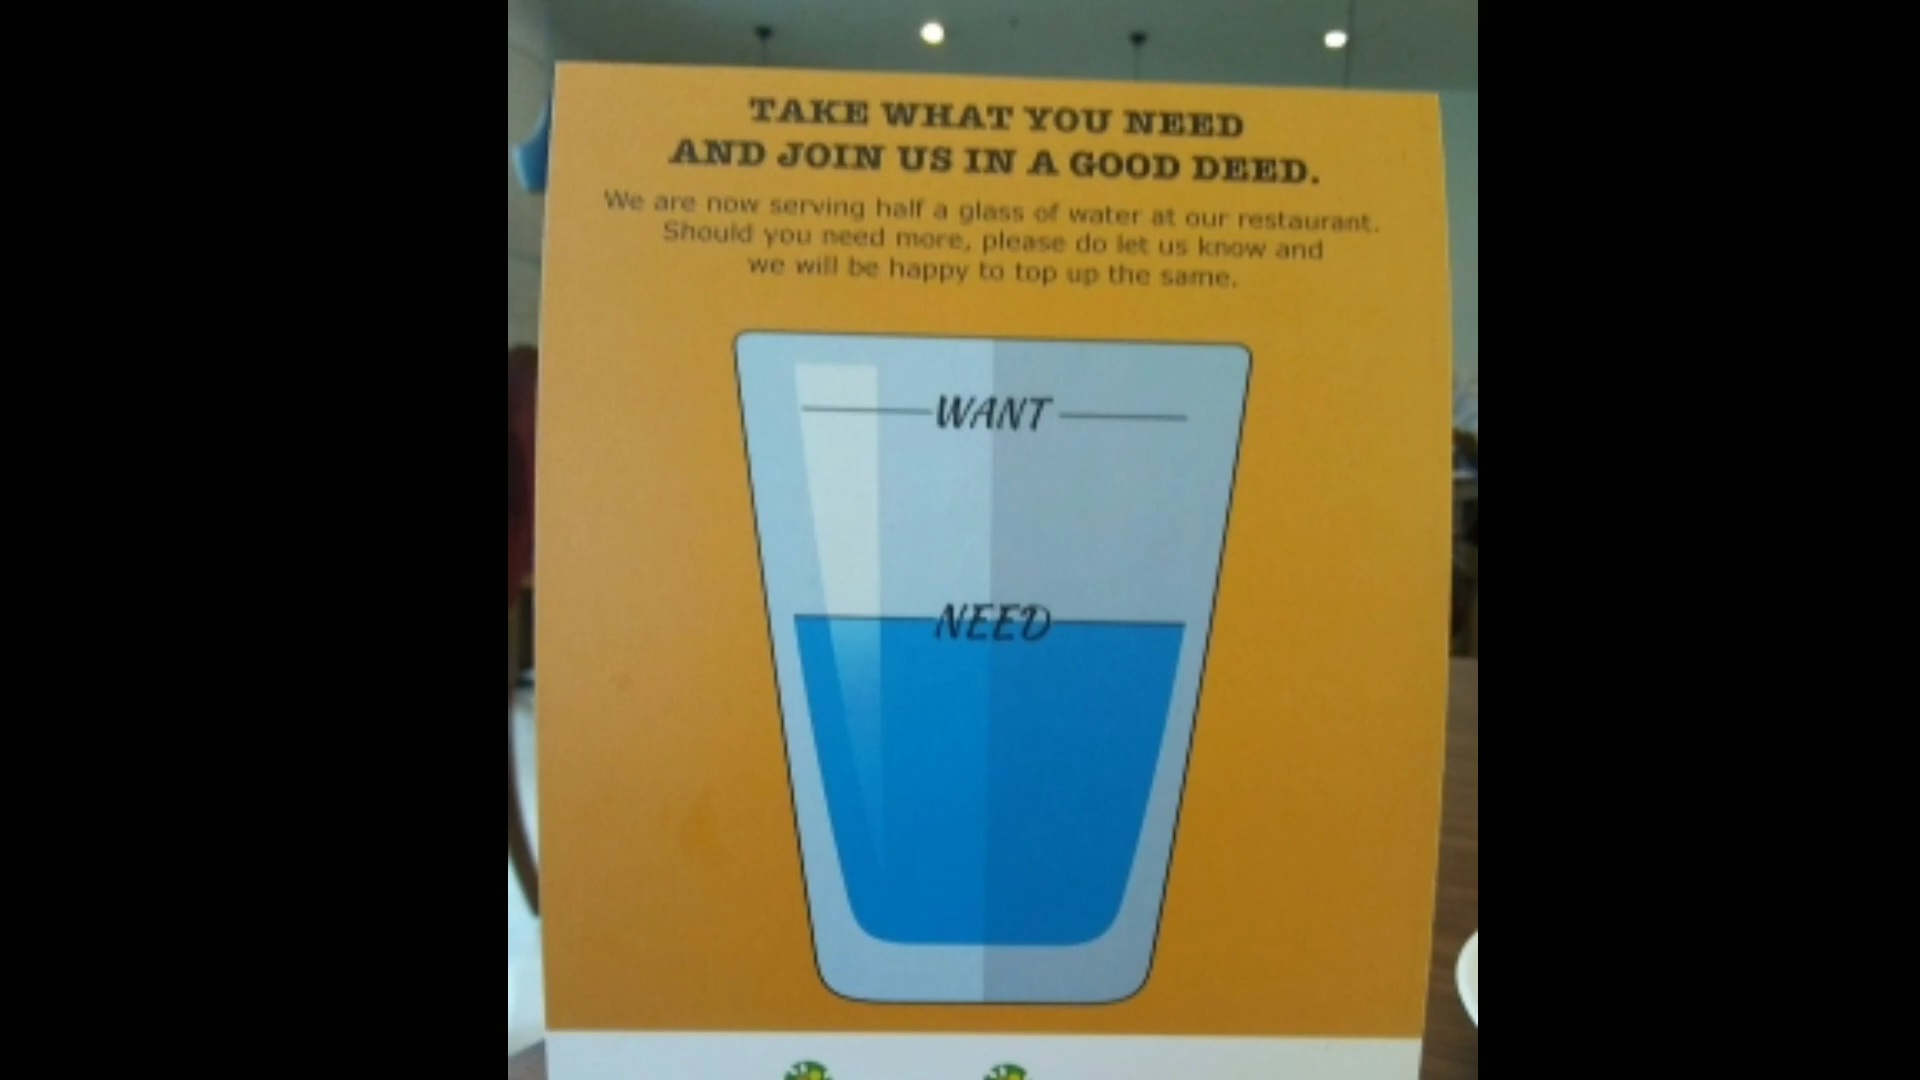 TAKE WHAT YOU NEED
AND JOIN US IN A GOOD DEED.
We are now serving half a glass of water at our restaurant.
Should you need more, please do let us know and
we will be happy to top up the same.
WANT
NEED